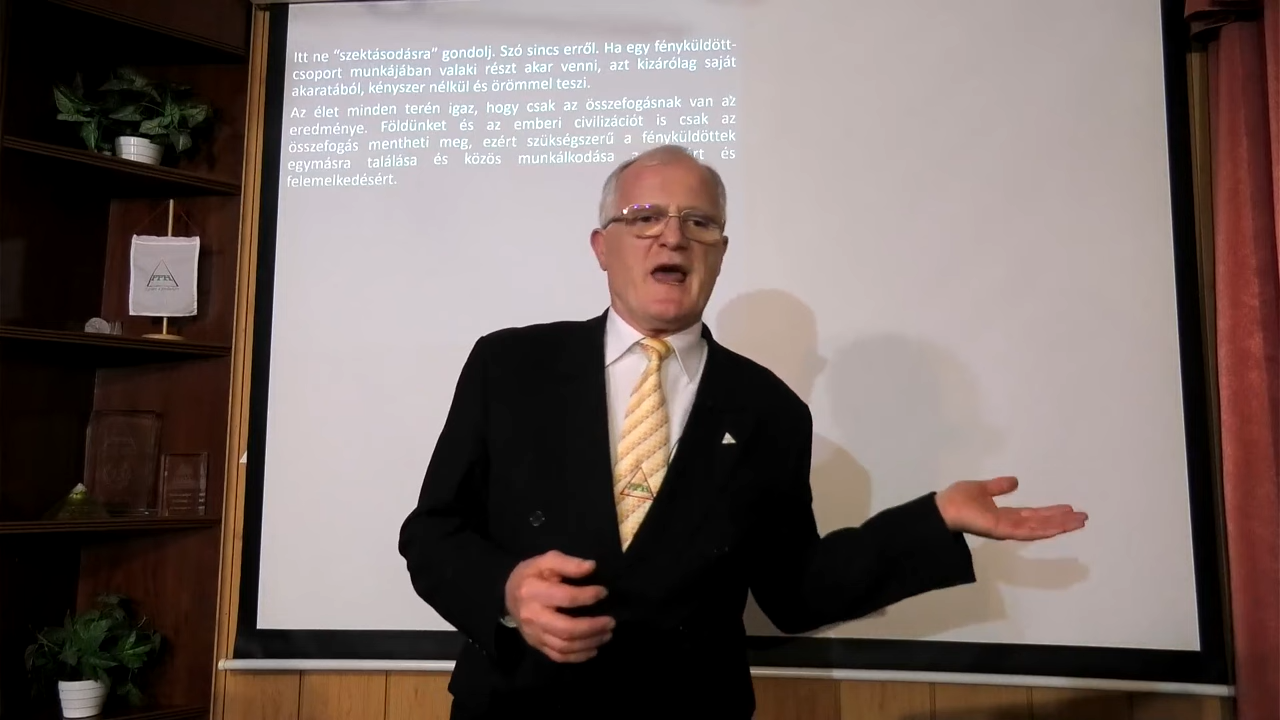 Itt ne “szektásodásra” gondolj. Szó sincs erről. Ha egy fényküldött-
csoport munkájában valaki részt akar venni, azt kizárólag saját
akaratából, kényszer nélkül és örömmel teszi.
Az élet minden terén igaz, hogy csak az összefogásnak van az
eredménye. Földünket és az emberi civilizációt is csak az
összefogás mentheti meg, ezért szükségszerű a fényküldöttek
egymásra találása és közös munkálkodása és
felemelkedésért.